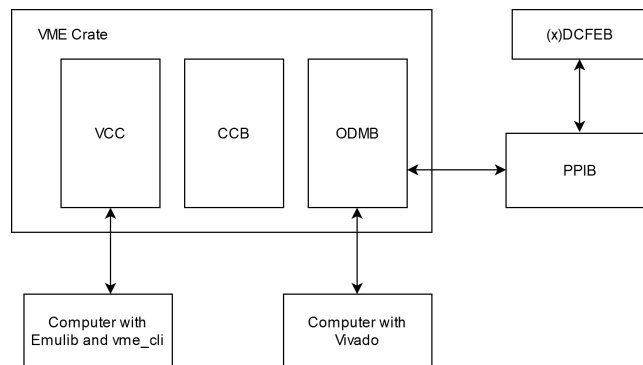 VME Crate
(x)DCFEB
VCC
CCB
ODMB
PPIB
Computer with
Emulib and vme_cli
Computer with
Vivado